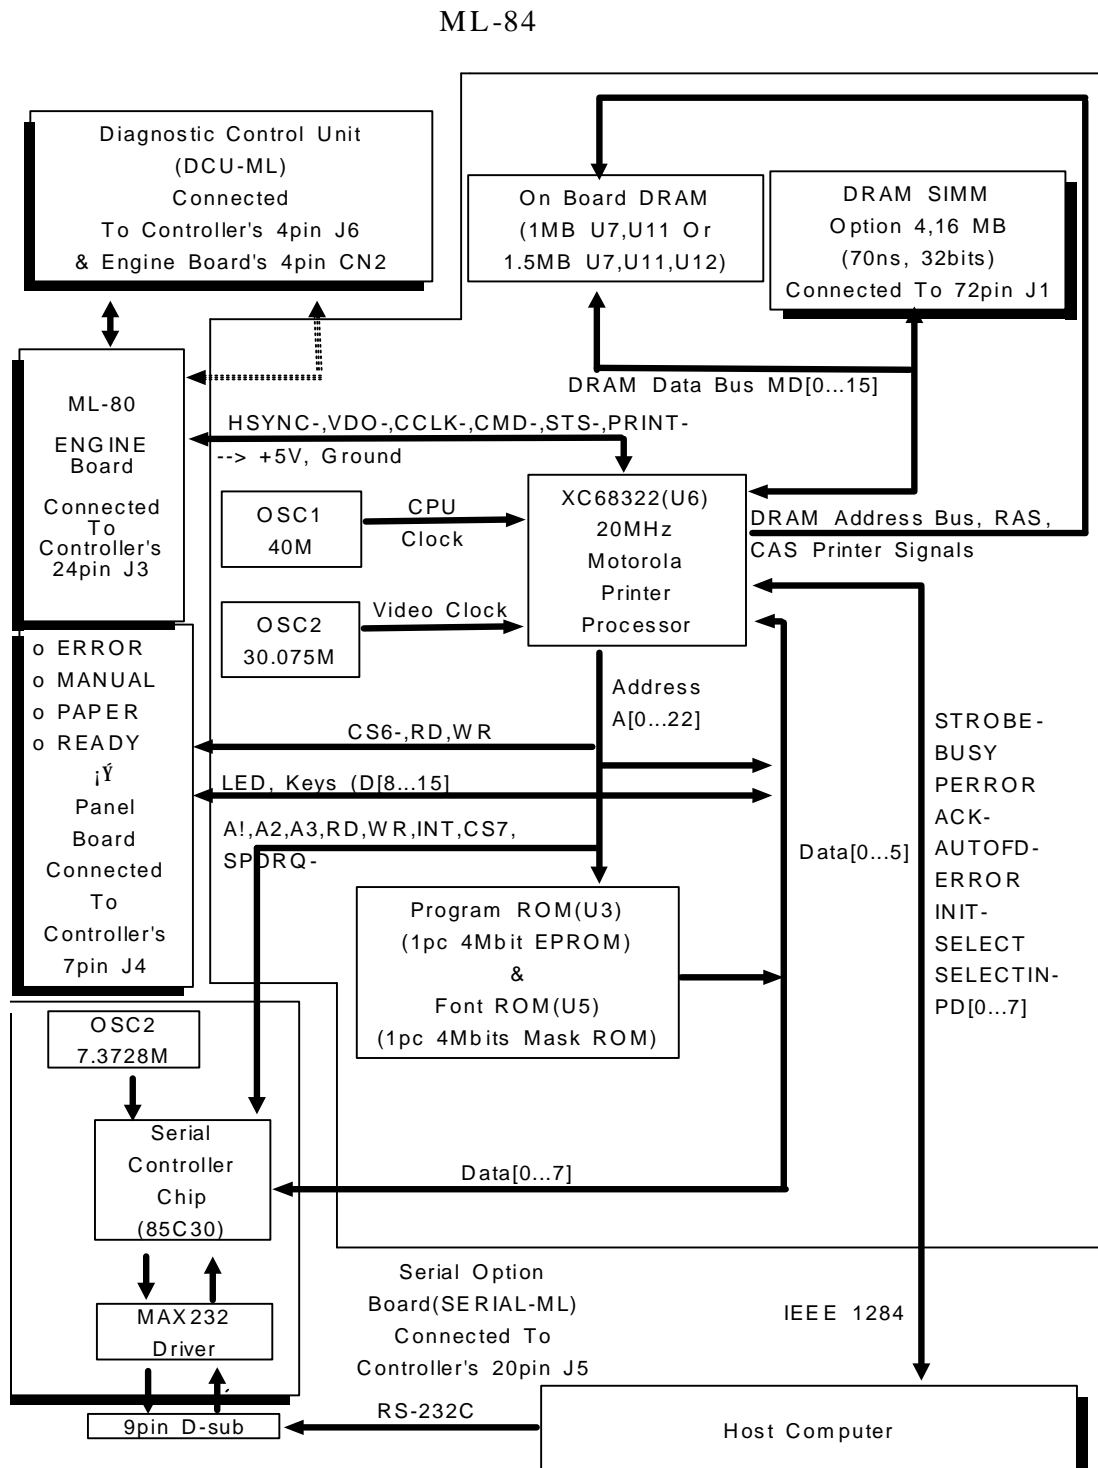 ML-84
Diagnostic Control Unit
(DCU-ML)
Connected
To Controller's 4pin J6
& Engine Board's 4pin CN2
On Board DRAM
(1MB U7,U11 Or
1.5MB U7,U11,U12)
DRAM SIMM
Option 4,16 MB
(70ns, 32bits)
Connected To 72pin J1
DRAM Data Bus MD[0...15]
ML-80
ENGINE
Board
Connected
To
Controller's
24pin J3
HSYNC-,VDO-,CCLK-,CMD-,STS-,PRINT-
--> +5V, Ground
OSC1
40M
CPU
Clock
XC68322(U6)
20MHz
Motorola
Printer
Processor
DRAM Address Bus, RAS,
CAS Printer Signals
OSC2
30.075M
Video Clock
o ERROR
o MANUAL
o PAPER
o READY
¡Ý
Panel
Board
Connected
To
Controller's
7pin J4
Address
A[0...22]
CS6-,RD,WR
LED, Keys (D[8...15]
A!,A2,A3,RD,WR,INT,CS7,
SPDRQ-
Data[0...5]
STROBE-
BUSY
PERROR
ACK-
AUTOFD-
ERROR
INIT-
SELECT
SELECTIN-
PD[0...7]
Program ROM(U3)
(1pc 4Mbit EPROM)
&
Font ROM(U5)
(1pc 4Mbits Mask ROM)
OSC2
7.3728M
Serial
Controller
Chip
(85C30)
Data[0...7]
MAX232
Driver
Serial Option
Board(SERIAL-ML)
Connected To
Controller's 20pin J5
IEEE 1284
9pin D-sub
RS-232C
Host Computer